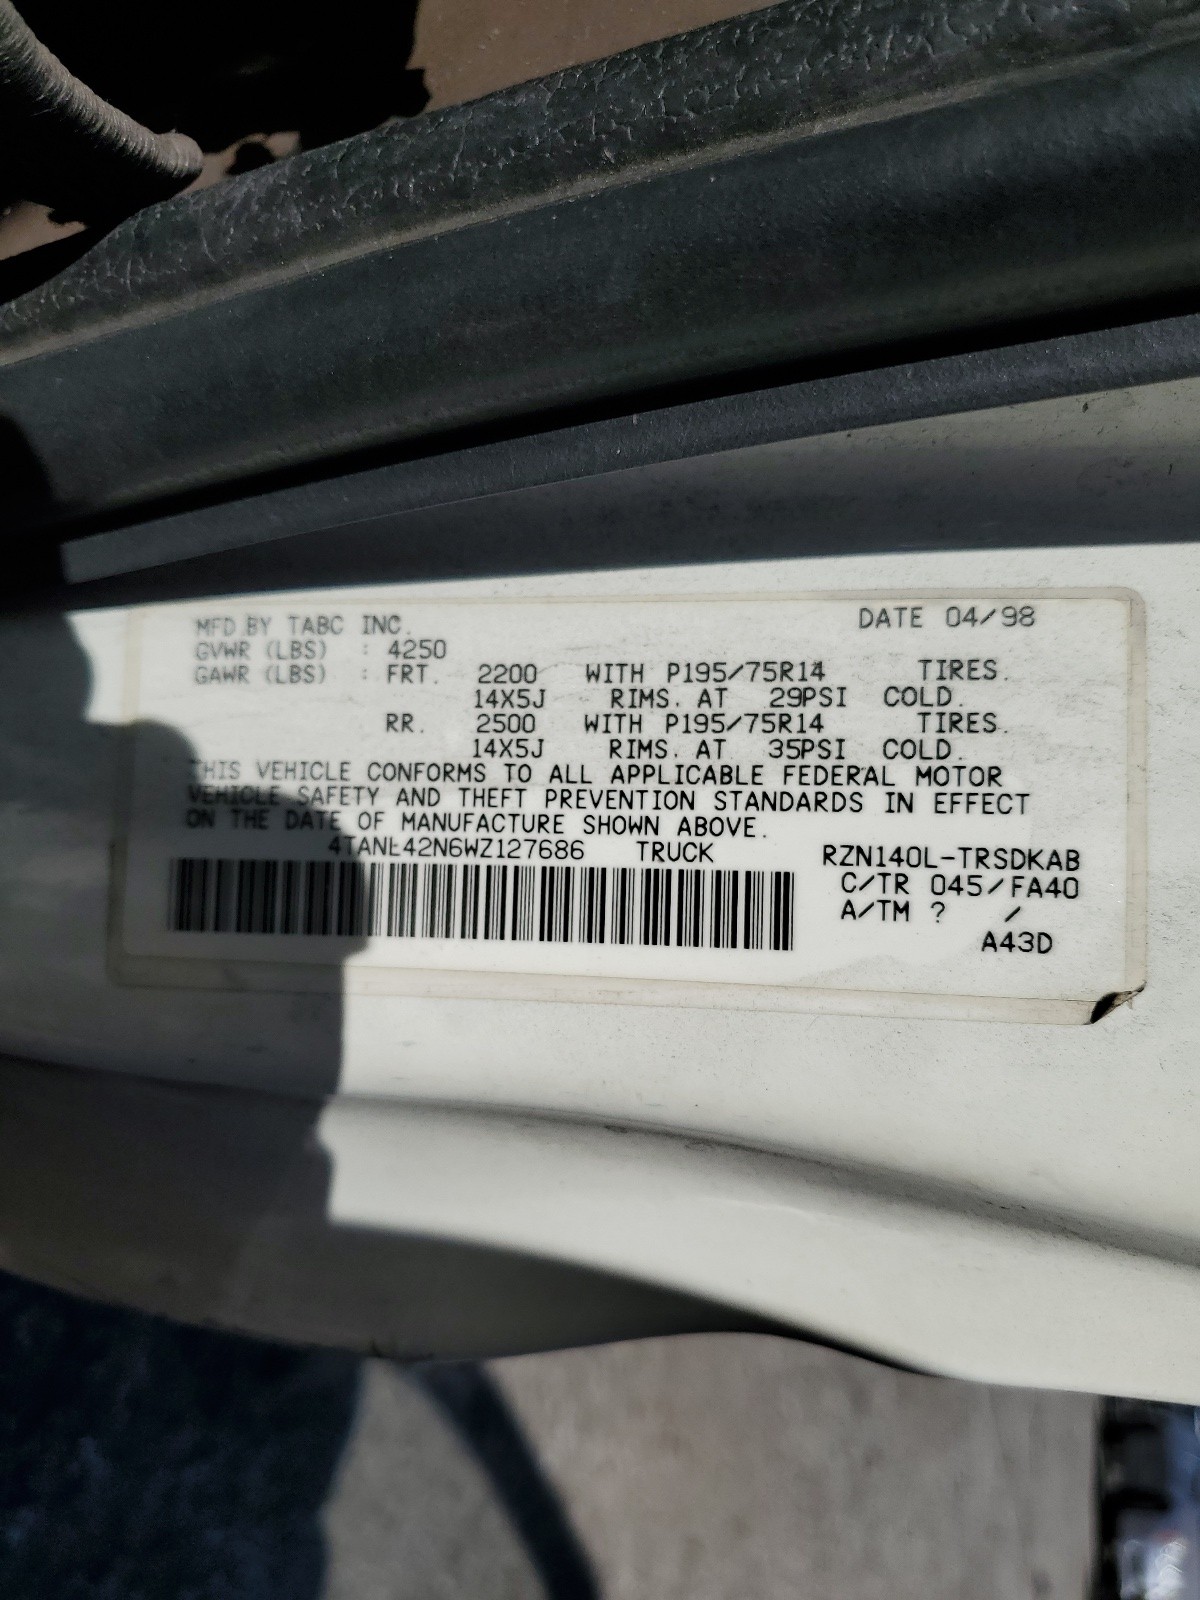 MFD.BY TABC INC. DATE 04/98
GVWR (LBS) : 4250
GAWR (LBS) : FRT. 2200 WITH P195/75R14 TIRES.
14X5J RIMS. AT 29PSI COLD.
RR. 2500 WITH P195/75R14 TIRES.
14X5J RIMS. AT 35PSI COLD.
THIS VEHICLE CONFORMS TO ALL APPLICABLE FEDERAL MOTOR
VEHICLE SAFETY AND THEFT PREVENTION STANDARDS IN EFFECT
ON THE DATE OF MANUFACTURE SHOWN ABOVE.
4TANL42N6WZ127686 TRUCK RZN140L-TRSDKAB
C/TR 045/FA40
A/TM ? /
A43D